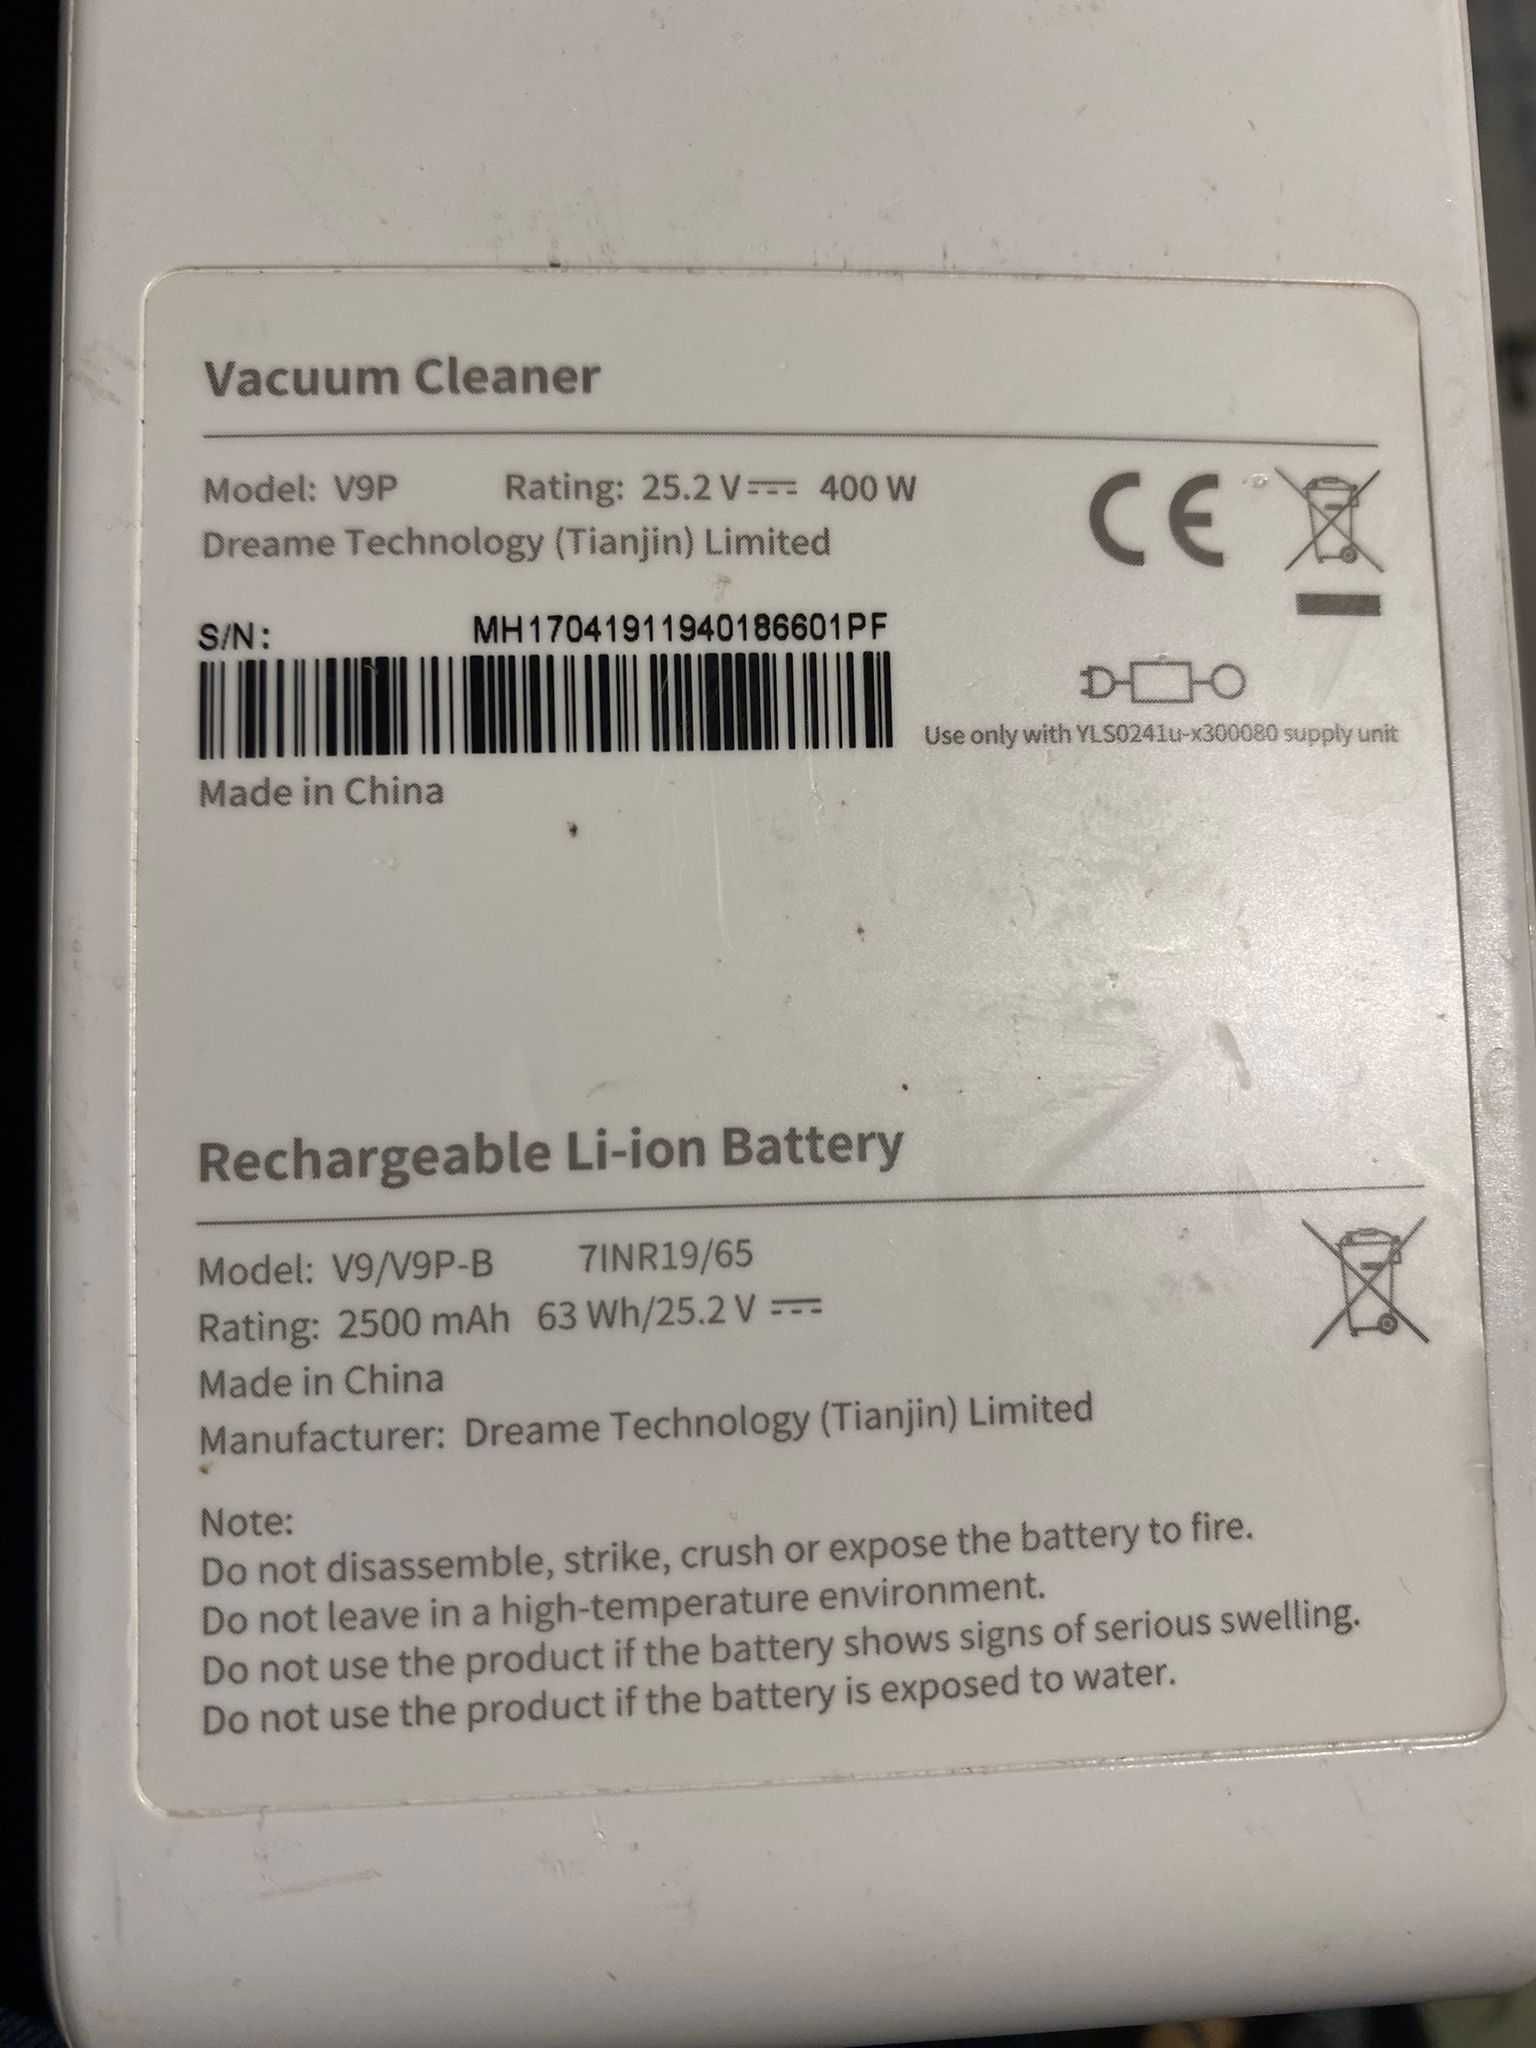 Vacuum Cleaner
Model: V9P Rating: 25.2 V⎓ 400 W
Dreame Technology (Tianjin) Limited
CE
S/N: MH17041911940186601PF
Use only with YLS0241u-x300080 supply unit
Made in China
Rechargeable Li-ion Battery
Model: V9/V9P-B 7INR19/65
Rating: 2500 mAh 63 Wh/25.2 V ⎓
Made in China
Manufacturer: Dreame Technology (Tianjin) Limited
Note:
Do not disassemble, strike, crush or expose the battery to fire.
Do not leave in a high-temperature environment.
Do not use the product if the battery shows signs of serious swelling.
Do not use the product if the battery is exposed to water.